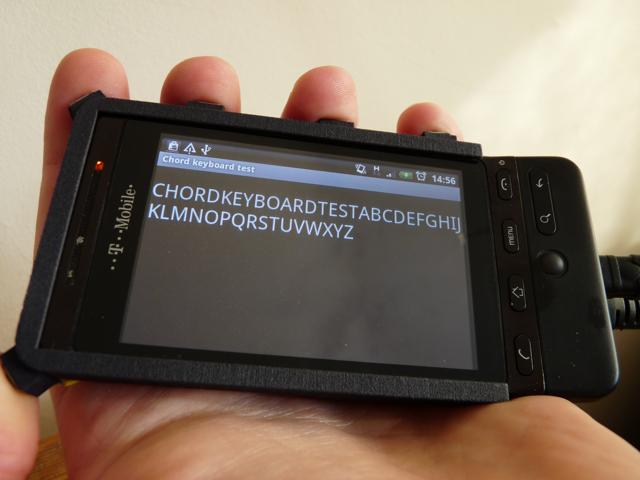 14:56
Chord keyboard test
CHORDKEYBOARDTESTABCDEFGHIJ
KLMNOPQRSTUVWXYZ
T··Mobile·
MENU